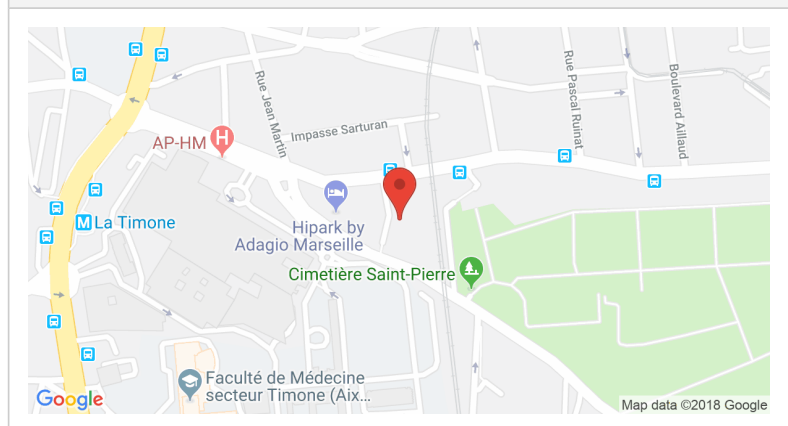 Rue Jean Martin
Rue Pascal Ruinat
Boulevard Aillaud
Impasse Sarturan
AP-HM
H
M La Timone
Hipark by
Adagio Marseille
Cimetière Saint-Pierre
Faculté de Médecine
secteur Timone (Aix...
Google
Map data ©2018 Google